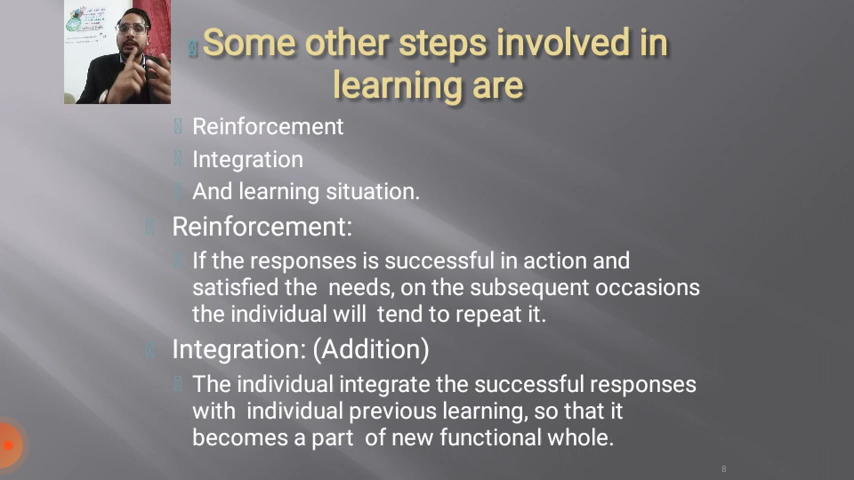 Some other steps involved in
learning are
Reinforcement
Integration
And learning situation.
Reinforcement:
If the responses is successful in action and
satisfied the needs, on the subsequent occasions
the individual will tend to repeat it.
Integration: (Addition)
The individual integrate the successful responses
with individual previous learning, so that it
becomes a part of new functional whole.
8